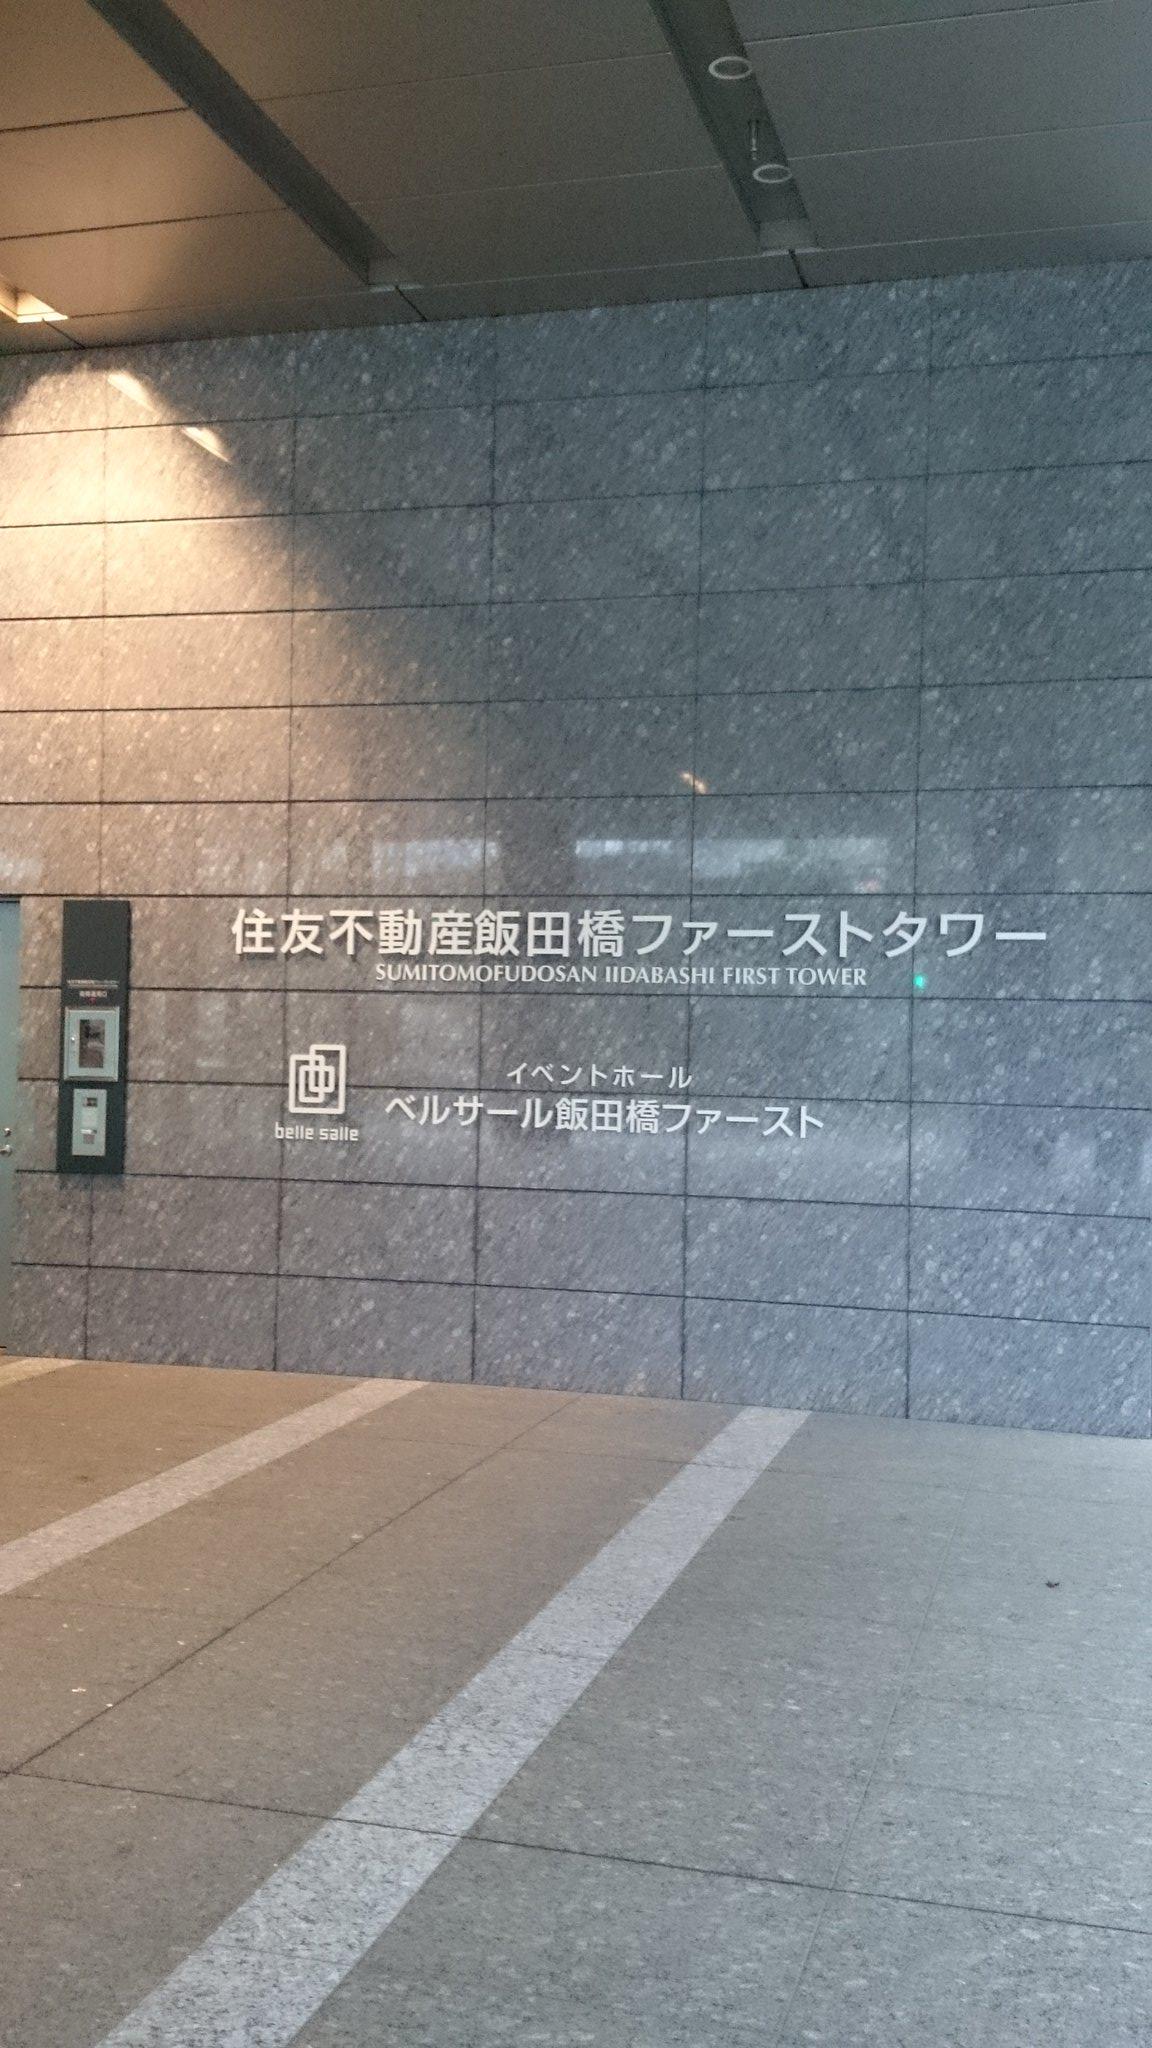 住友不動産飯田橋ファーストタワー
SUMITOMOFUDOSAN IIDABASHI FIRST TOWER
イベントホール
ベルサール飯田橋ファースト
belle salle